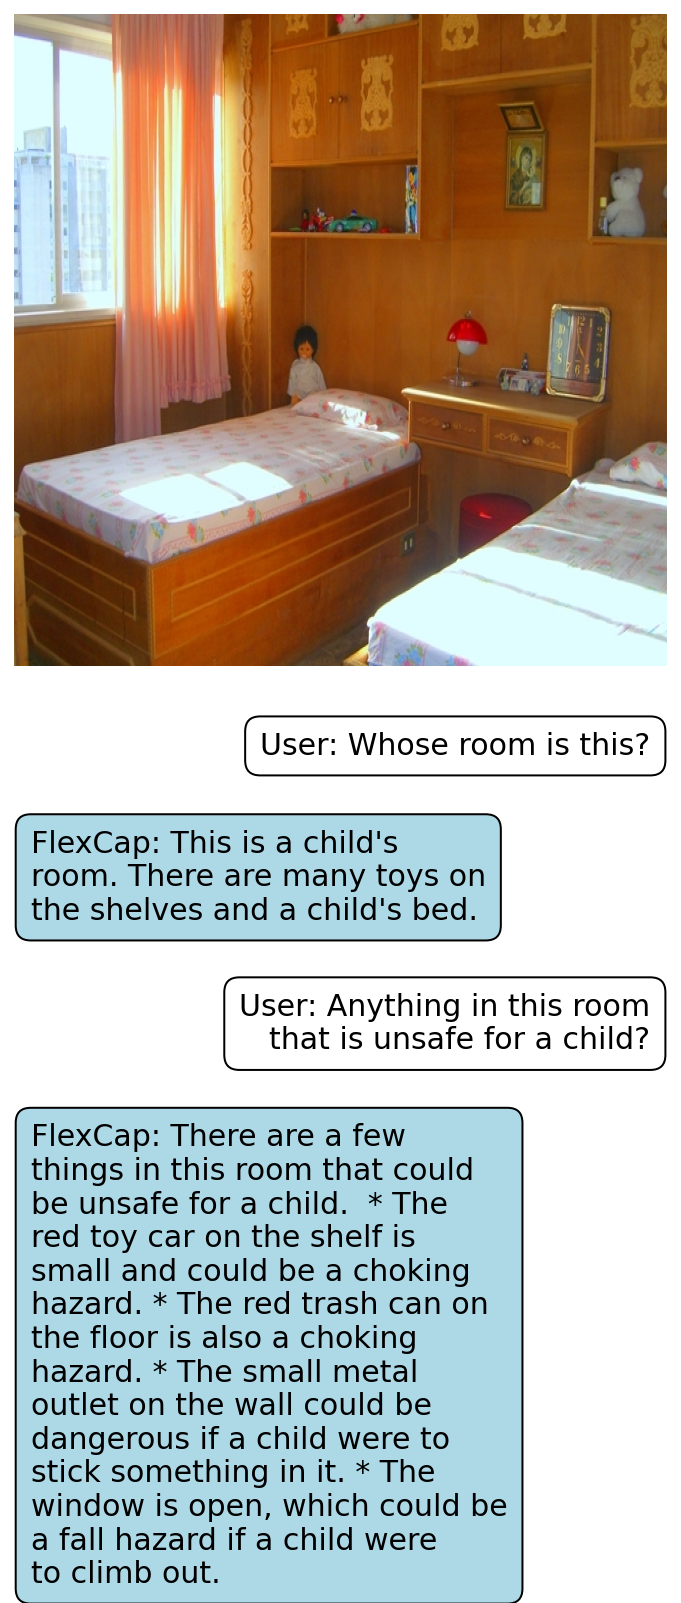 User: Whose room is this?
FlexCap: This is a child's
room. There are many toys on
the shelves and a child's bed.
User: Anything in this room
that is unsafe for a child?
FlexCap: There are a few
things in this room that could
be unsafe for a child.  * The
red toy car on the shelf is
small and could be a choking
hazard. * The red trash can on
the floor is also a choking
hazard. * The small metal
outlet on the wall could be
dangerous if a child were to
stick something in it. * The
window is open, which could be
a fall hazard if a child were
to climb out.